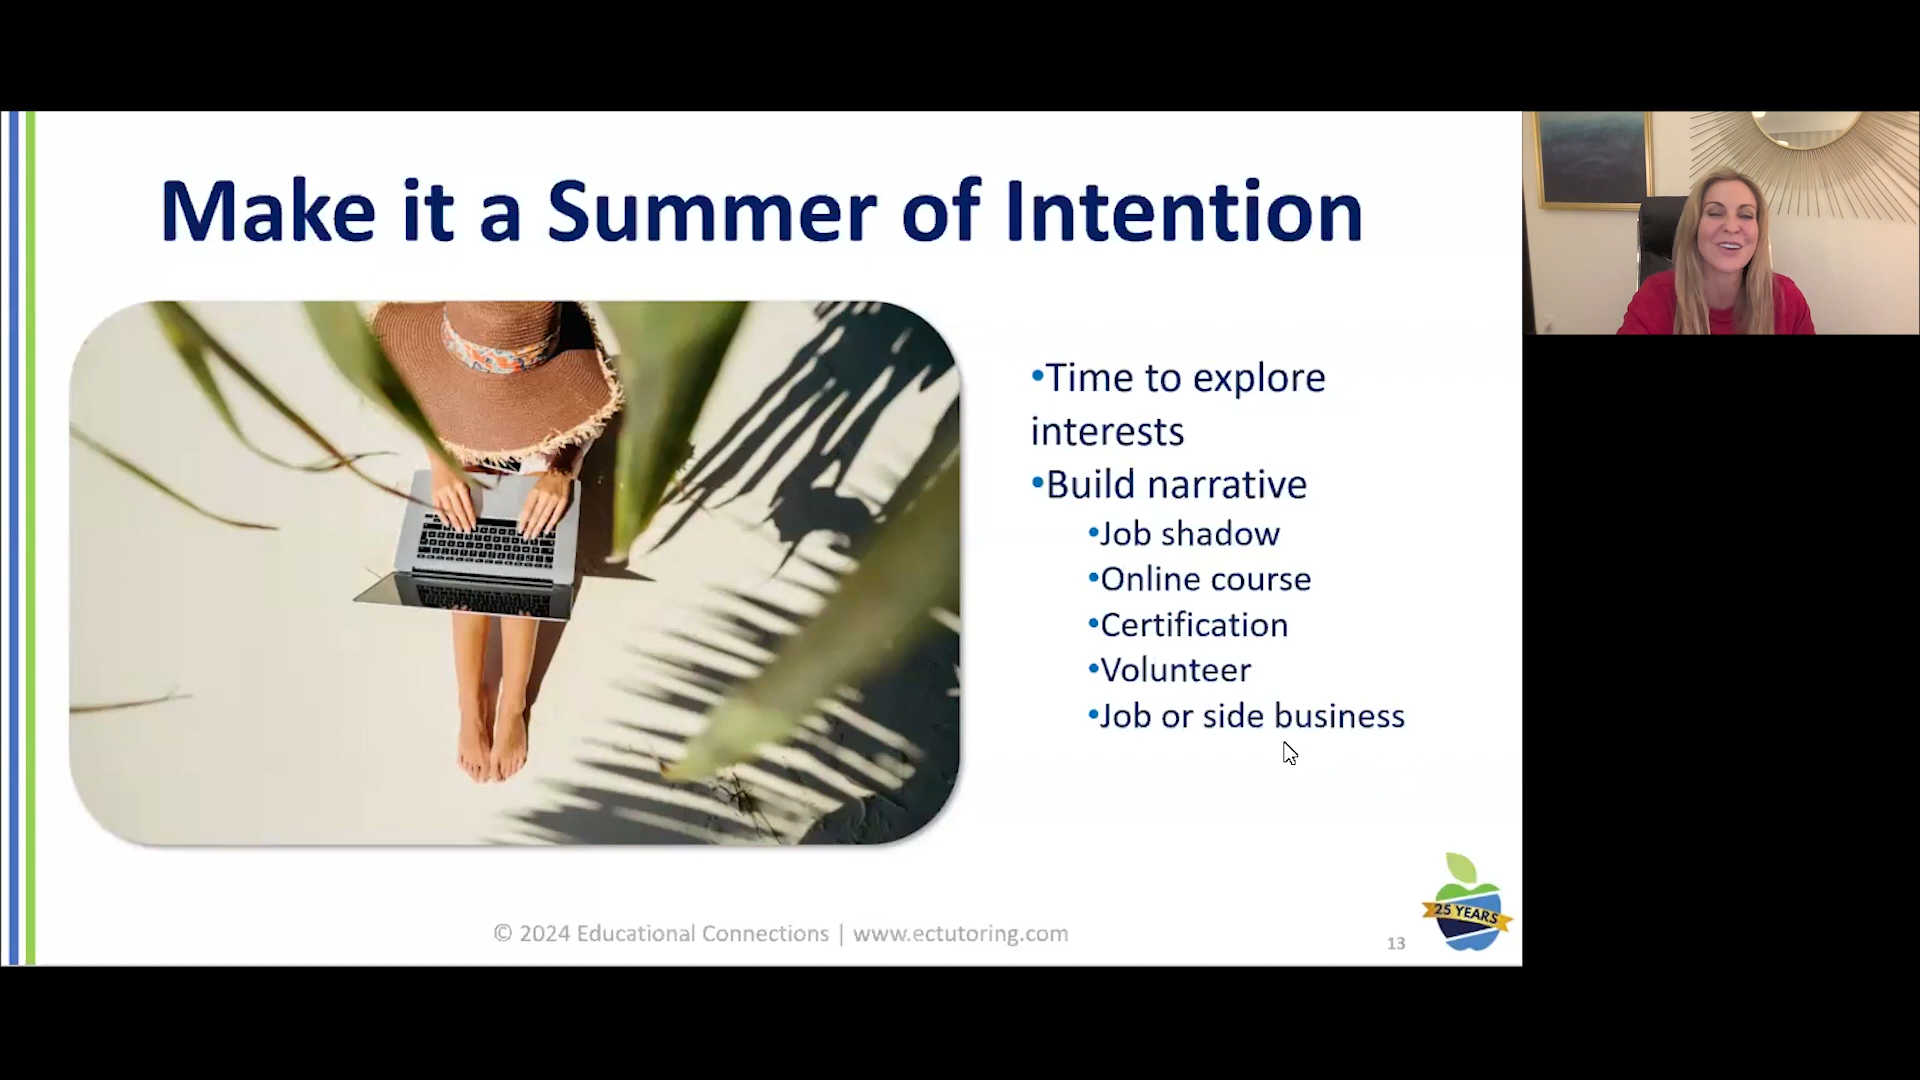 Make it a Summer of Intention
•Time to explore
interests
•Build narrative
•Job shadow
•Online course
•Certification
•Volunteer
•Job or side business
25 YEARS
© 2024 Educational Connections | www.ectutoring.com
13